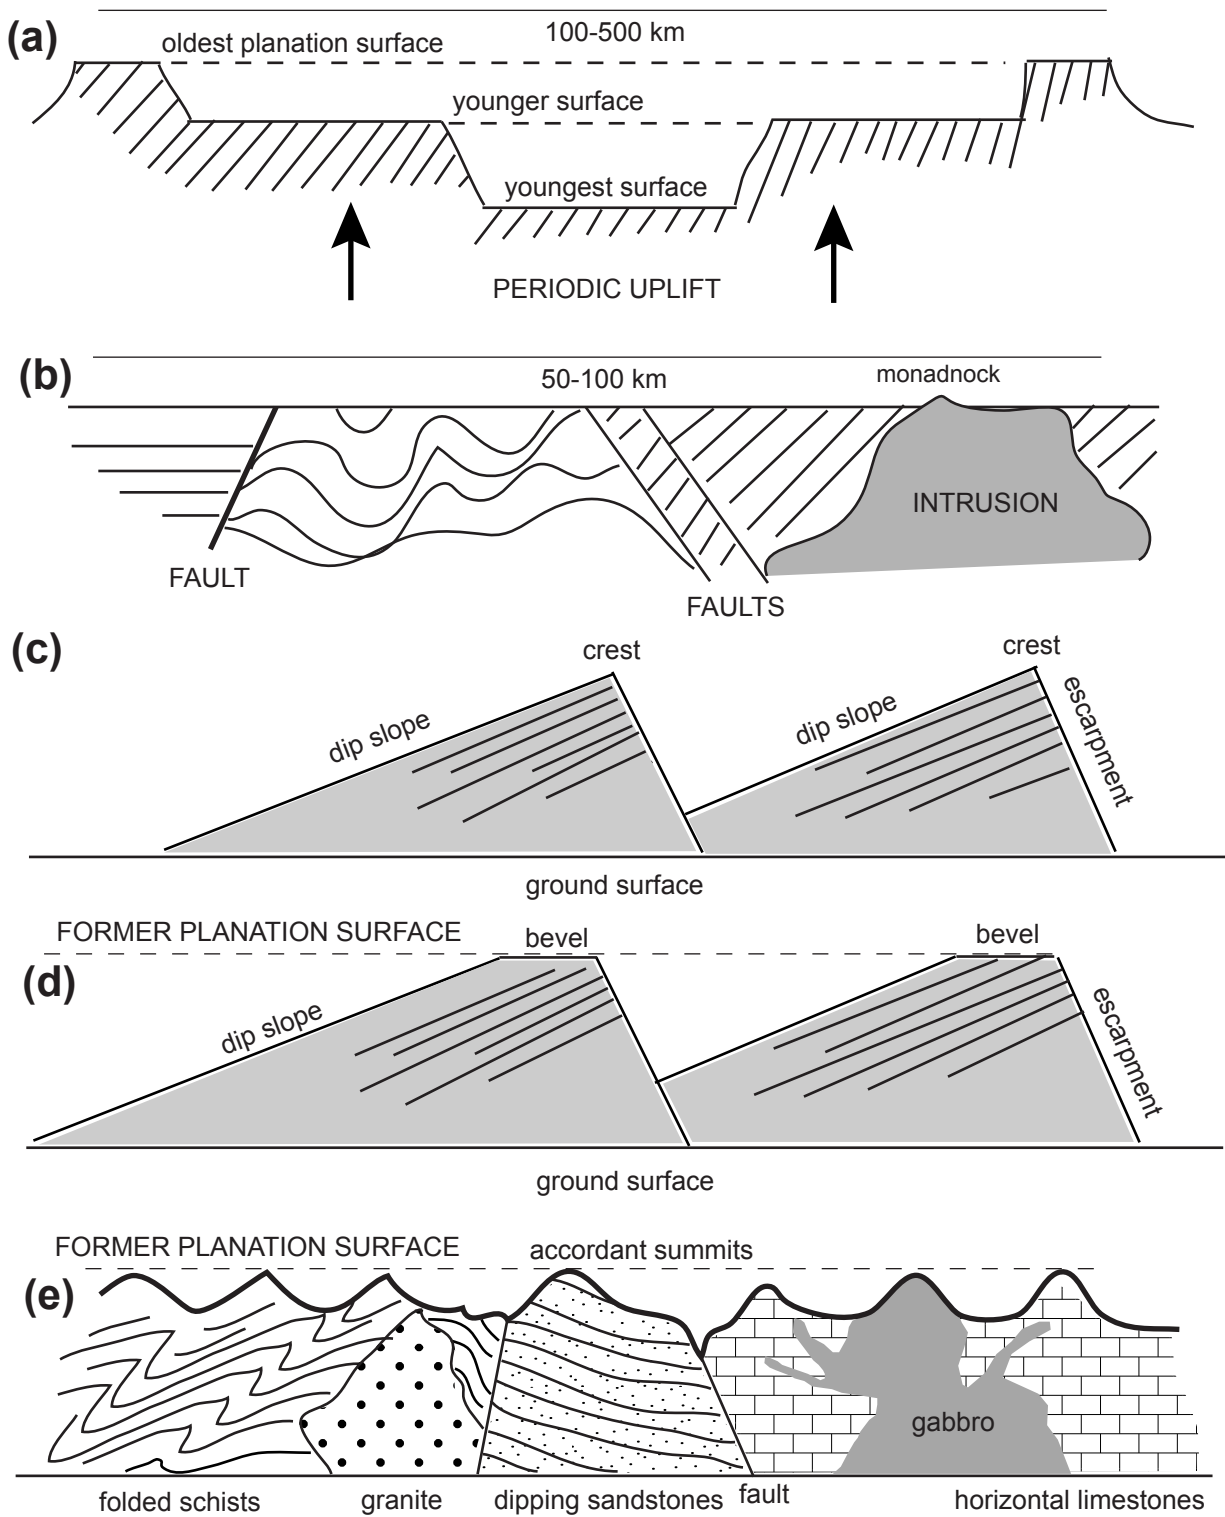 (a)
100-500 km
oldest planation surface
younger surface
youngest surface
PERIODIC UPLIFT
(b)
50-100 km
monadnock
INTRUSION
FAULT
FAULTS
(c)
crest
crest
dip slope
dip slope
escarpment
ground surface
FORMER PLANATION SURFACE
bevel
bevel
(d)
dip slope
escarpment
ground surface
FORMER PLANATION SURFACE
accordant summits
(e)
gabbro
folded schists
granite
dipping sandstones
fault
horizontal limestones